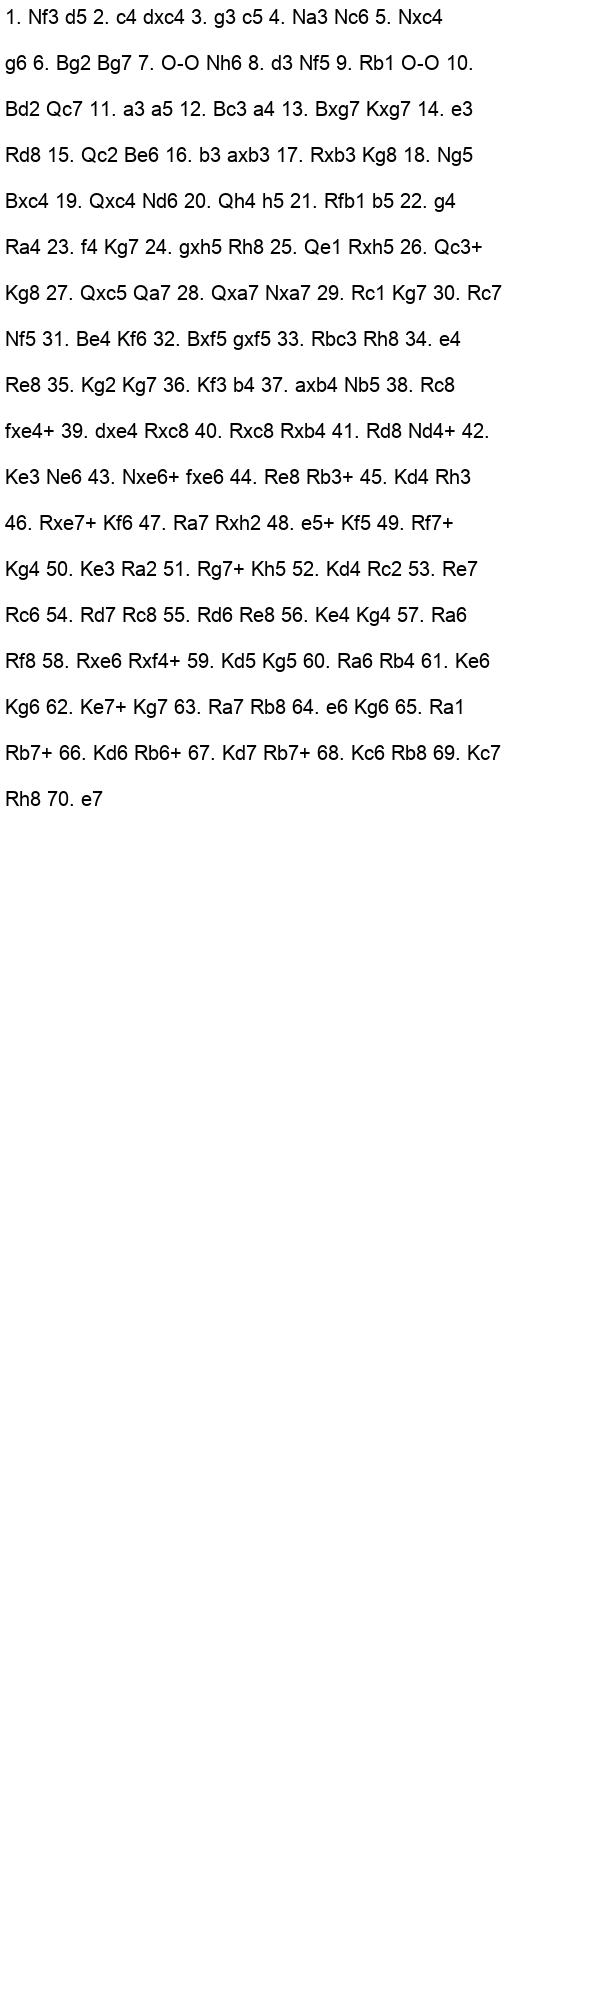 1. Nf3 d5 2. c4 dxc4 3. g3 c5 4. Na3 Nc6 5. Nxc4
g6 6. Bg2 Bg7 7. O-O Nh6 8. d3 Nf5 9. Rb1 O-O 10.
Bd2 Qc7 11. a3 a5 12. Bc3 a4 13. Bxg7 Kxg7 14. e3
Rd8 15. Qc2 Be6 16. b3 axb3 17. Rxb3 Kg8 18. Ng5
Bxc4 19. Qxc4 Nd6 20. Qh4 h5 21. Rfb1 b5 22. g4
Ra4 23. f4 Kg7 24. gxh5 Rh8 25. Qe1 Rxh5 26. Qc3+
Kg8 27. Qxc5 Qa7 28. Qxa7 Nxa7 29. Rc1 Kg7 30. Rc7
Nf5 31. Be4 Kf6 32. Bxf5 gxf5 33. Rbc3 Rh8 34. e4
Re8 35. Kg2 Kg7 36. Kf3 b4 37. axb4 Nb5 38. Rc8
fxe4+ 39. dxe4 Rxc8 40. Rxc8 Rxb4 41. Rd8 Nd4+ 42.
Ke3 Ne6 43. Nxe6+ fxe6 44. Re8 Rb3+ 45. Kd4 Rh3
46. Rxe7+ Kf6 47. Ra7 Rxh2 48. e5+ Kf5 49. Rf7+
Kg4 50. Ke3 Ra2 51. Rg7+ Kh5 52. Kd4 Rc2 53. Re7
Rc6 54. Rd7 Rc8 55. Rd6 Re8 56. Ke4 Kg4 57. Ra6
Rf8 58. Rxe6 Rxf4+ 59. Kd5 Kg5 60. Ra6 Rb4 61. Ke6
Kg6 62. Ke7+ Kg7 63. Ra7 Rb8 64. e6 Kg6 65. Ra1
Rb7+ 66. Kd6 Rb6+ 67. Kd7 Rb7+ 68. Kc6 Rb8 69. Kc7
Rh8 70. e7